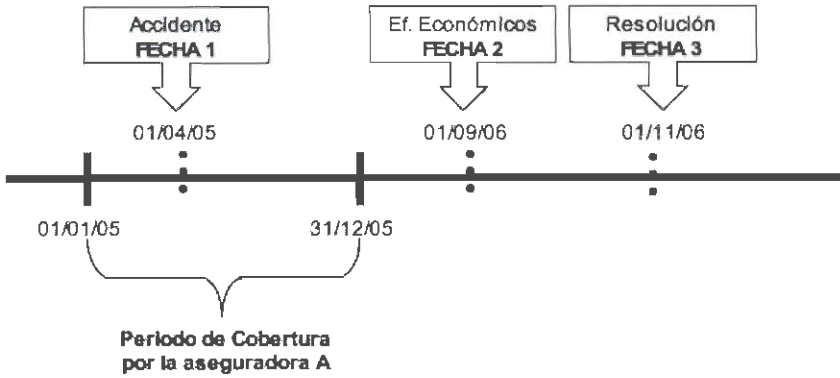 Accidente
FECHA 1
Ef. Económicos
FECHA 2
Resolución
FECHA 3
01/04/05
01/09/06
01/11/06
01/01/05
31/12/05
Periodo de Cobertura
por la aseguradora A